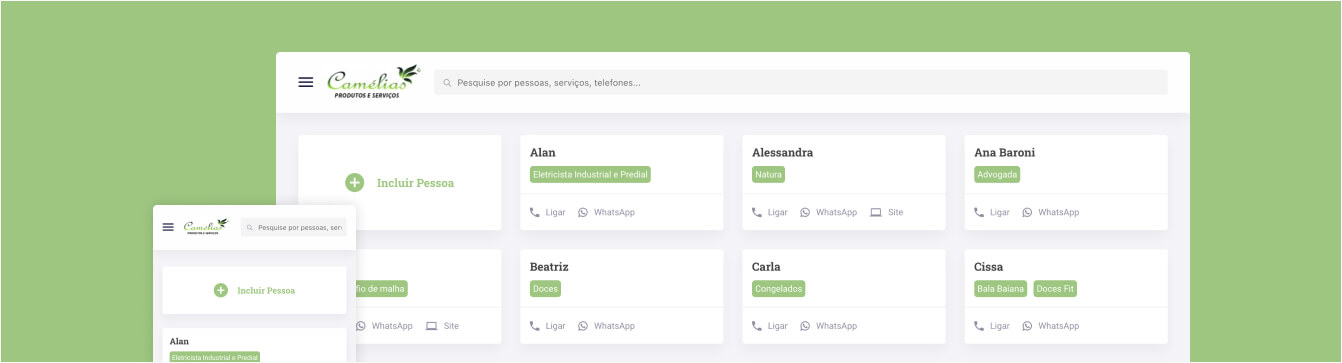 Camélias
PRODUTOS E SERVIÇOS
Pesquise por pessoas, serviços, telefones...
Incluir Pessoa
Alan
Eletricista Industrial e Predial
Ligar WhatsApp
Alessandra
Natura
Ligar WhatsApp Site
Ana Baroni
Advogada
Ligar WhatsApp
fio de malha
WhatsApp Site
Beatriz
Doces
Ligar WhatsApp
Carla
Congelados
Ligar WhatsApp
Cissa
Bala Baiana Doces Fit
Ligar WhatsApp
Camélias
PRODUTOS E SERVIÇOS
Pesquise por pessoas, ser
Incluir Pessoa
Alan
Eletricista Industrial e Predial